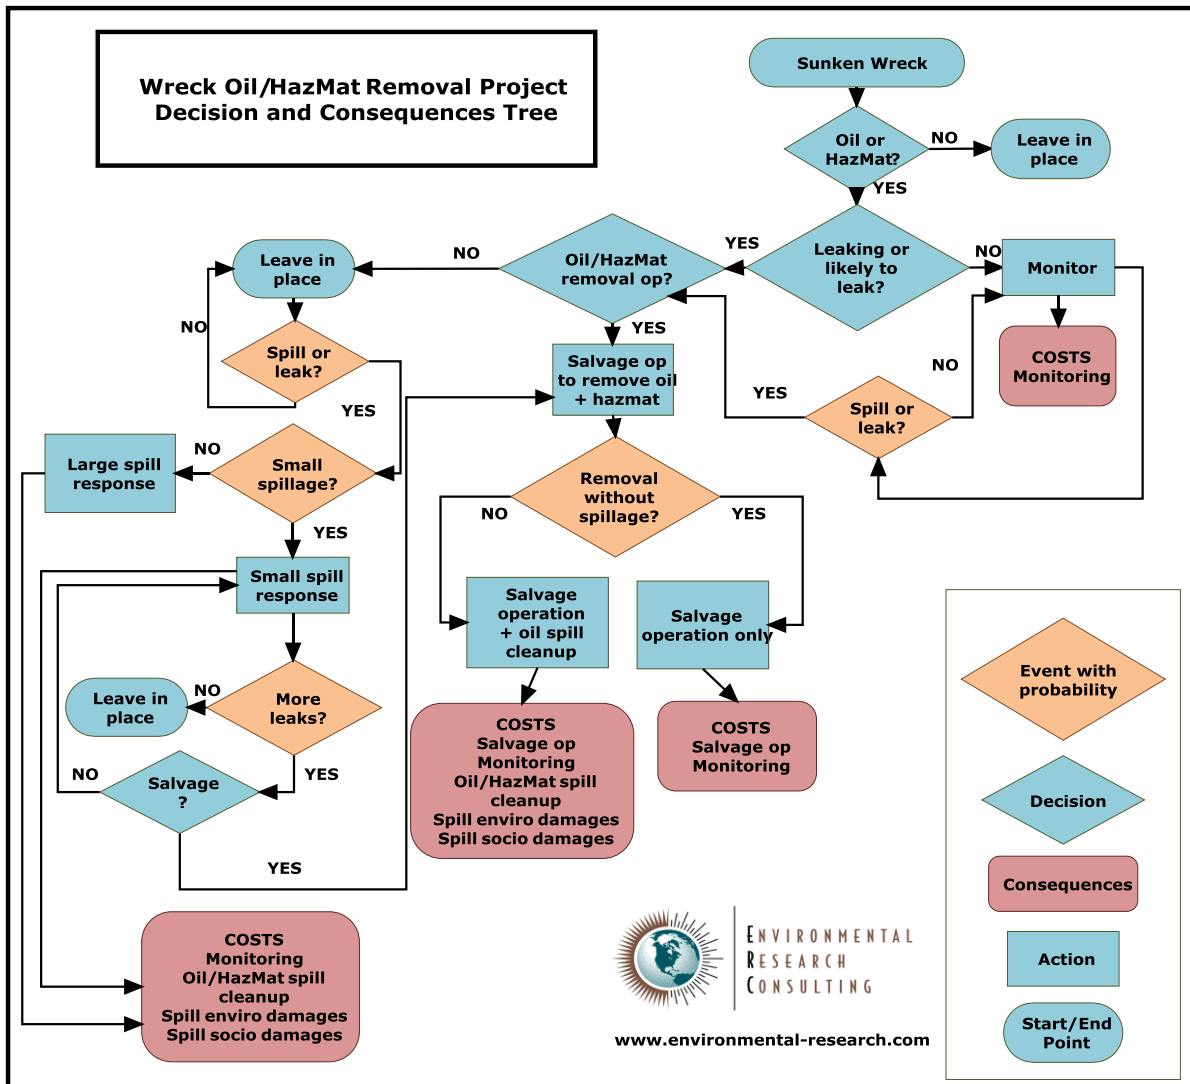 Wreck Oil/HazMat Removal Project
Decision and Consequences Tree
Sunken Wreck
Oil or
HazMat?
NO
Leave in
place
YES
Leaking or
likely to
leak?
YES
NO
Monitor
COSTS
Monitoring
NO
Spill or
leak?
YES
Oil/HazMat
removal op?
NO
YES
Leave in
place
NO
Spill or
leak?
YES
Salvage op
to remove oil
+ hazmat
Small
spillage?
NO
Large spill
response
YES
Small spill
response
Removal
without
spillage?
NO
YES
Salvage
operation
+ oil spill
cleanup
Salvage
operation only
More
leaks?
NO
Leave in
place
YES
Salvage
?
NO
YES
COSTS
Salvage op
Monitoring
Oil/HazMat spill
cleanup
Spill enviro damages
Spill socio damages
COSTS
Salvage op
Monitoring
COSTS
Monitoring
Oil/HazMat spill
cleanup
Spill enviro damages
Spill socio damages
Event with
probability
Decision
Consequences
Action
Start/End
Point
ENVIRONMENTAL
RESEARCH
CONSULTING
www.environmental-research.com